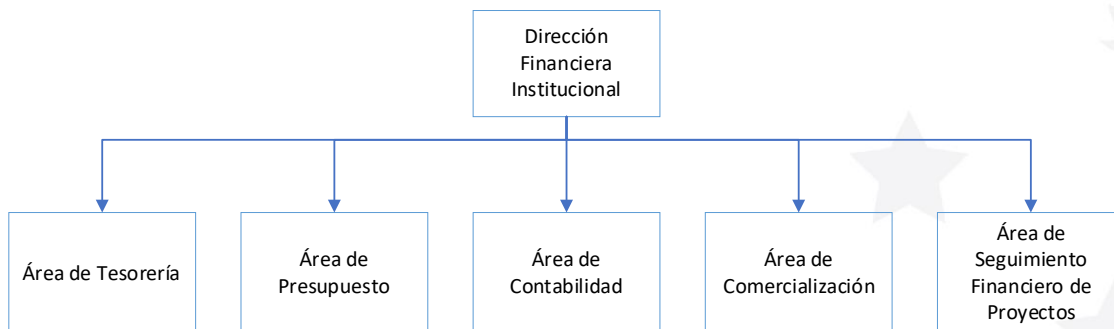 Dirección
Financiera
Institucional
Área de Tesorería
Área de
Presupuesto
Área de
Contabilidad
Área de
Comercialización
Área de
Seguimiento
Financiero de
Proyectos